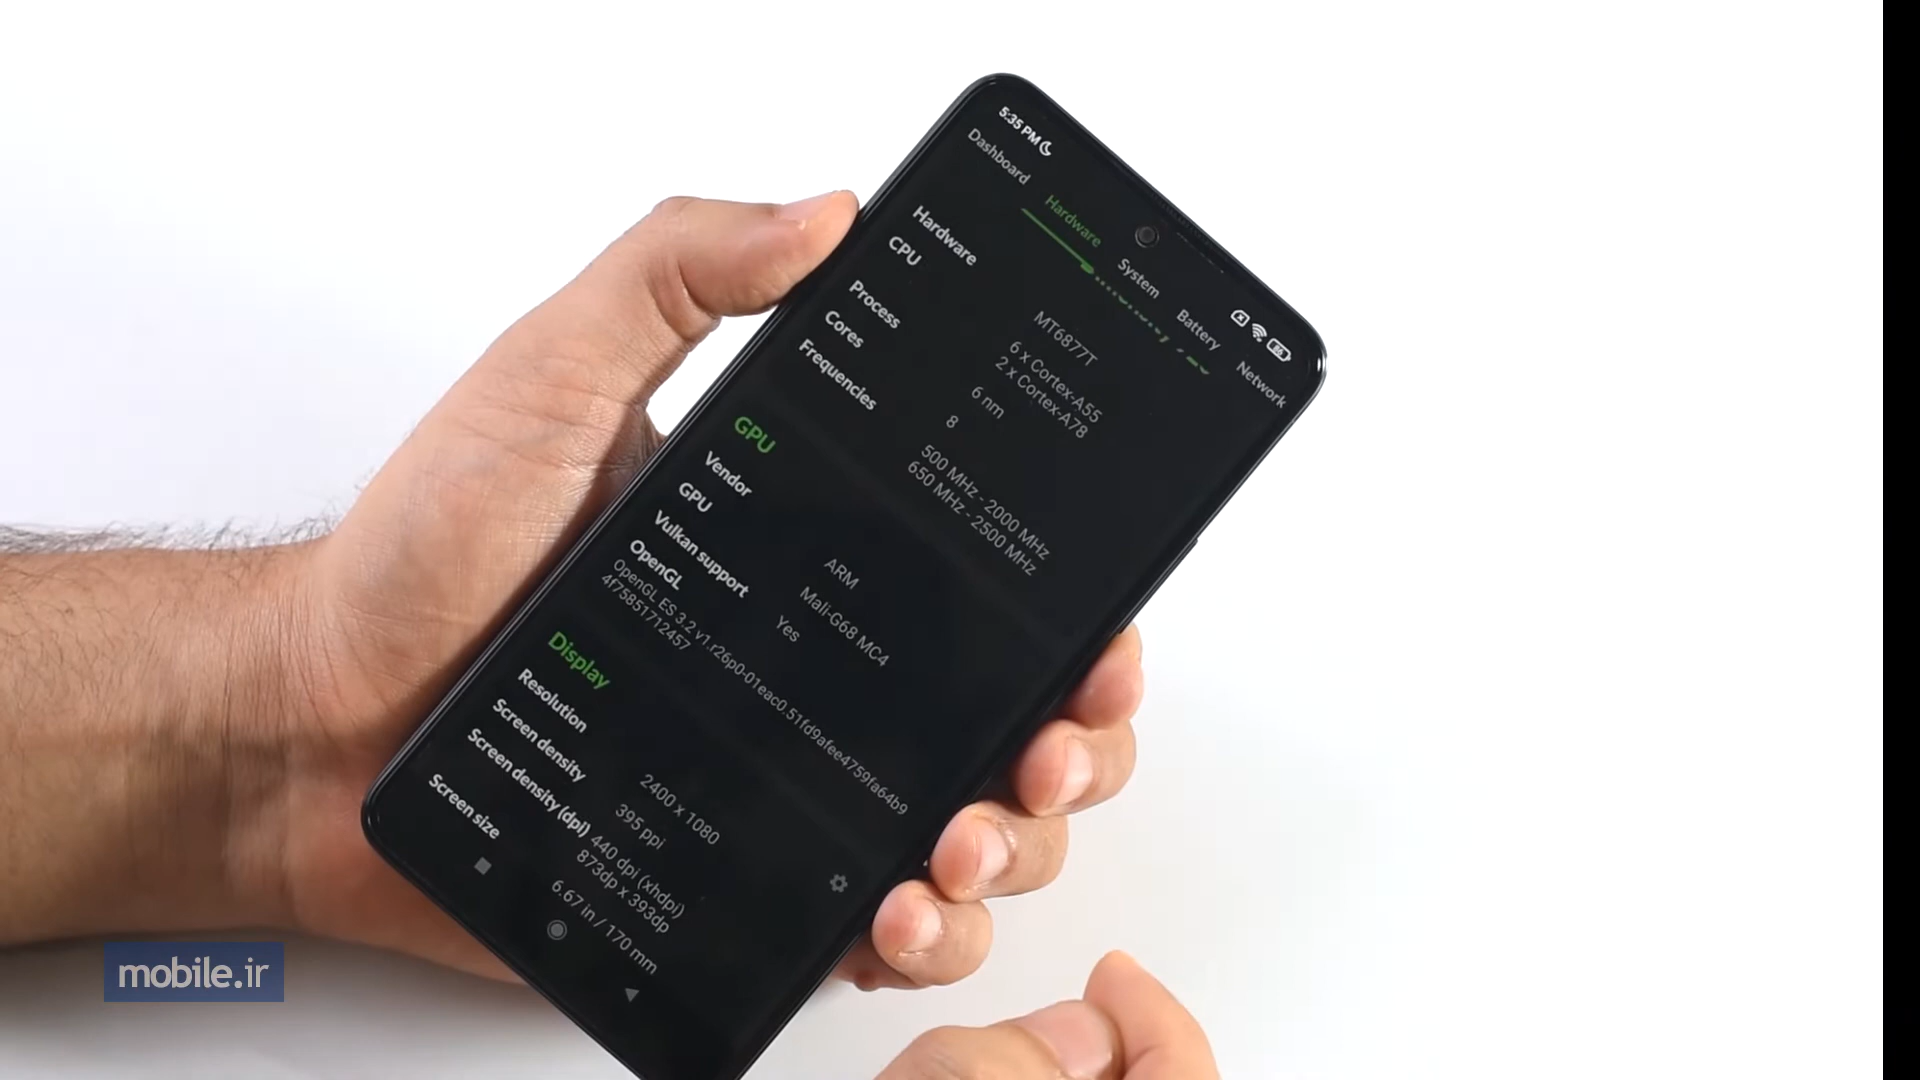 5:35 PM
86
Dashboard
Hardware
System
Battery
Network
Hardware
MT6877T
CPU
6 x Cortex-A55
2 x Cortex-A78
Process
6 nm
Cores
8
Frequencies
500 MHz - 2000 MHz
650 MHz - 2500 MHz
GPU
Vendor
ARM
GPU
Mali-G68 MC4
Vulkan support
Yes
OpenGL
OpenGL ES 3.2 v1.r26p0-01eac0.51fd9afee4759fa64b9
4f75851712457
Display
Resolution
2400 x 1080
Screen density
395 ppi
Screen density (dpi)
440 dpi (xhdpi)
873dp x 393dp
Screen size
6.67 in / 170 mm
mobile.ir